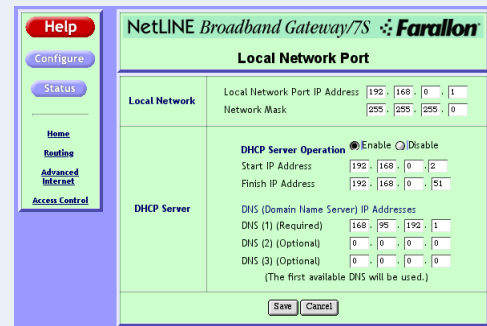 Help
Configure
Status
Home
Routing
Advanced
Internet
Access Control
NetLINE Broadband Gateway/7S Farallon
Local Network Port
Local Network
Local Network Port IP Address 192 . 168 . 0 . 1
Network Mask 255 . 255 . 255 . 0
DHCP Server
DHCP Server Operation Enable Disable
Start IP Address 192 . 168 . 0 . 2
Finish IP Address 192 . 168 . 0 . 51
DNS (Domain Name Server) IP Addresses
DNS (1) (Required) 168 . 95 . 192 . 1
DNS (2) (Optional) 0 . 0 . 0 . 0
DNS (3) (Optional) 0 . 0 . 0 . 0
(The first available DNS will be used.)
Save Cancel